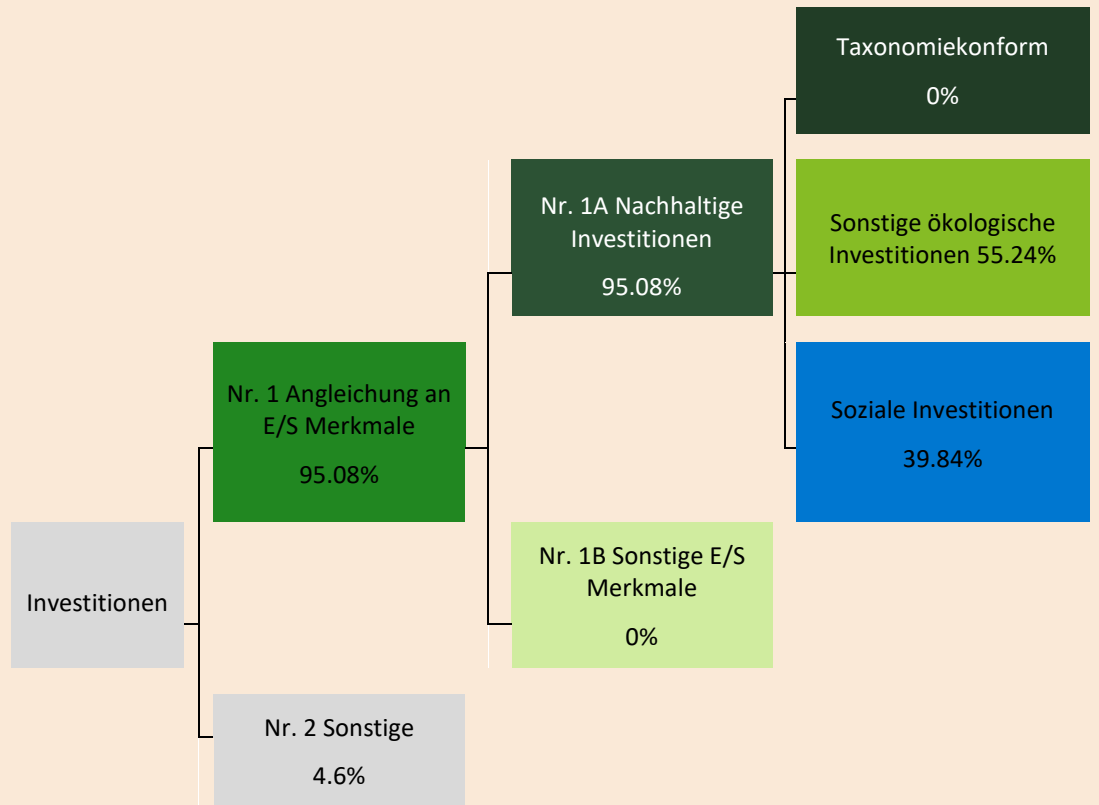 Investitionen
Nr. 1 Angleichung an
E/S Merkmale
95.08%
Nr. 2 Sonstige
4.6%
Nr. 1A Nachhaltige
Investitionen
95.08%
Nr. 1B Sonstige E/S
Merkmale
0%
Taxonomiekonform
0%
Sonstige ökologische
Investitionen 55.24%
Soziale Investitionen
39.84%